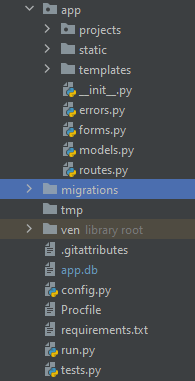 app
projects
static
templates
__init__.py
errors.py
forms.py
models.py
routes.py
migrations
tmp
ven library root
.gitattributes
app.db
config.py
Procfile
requirements.txt
run.py
tests.py